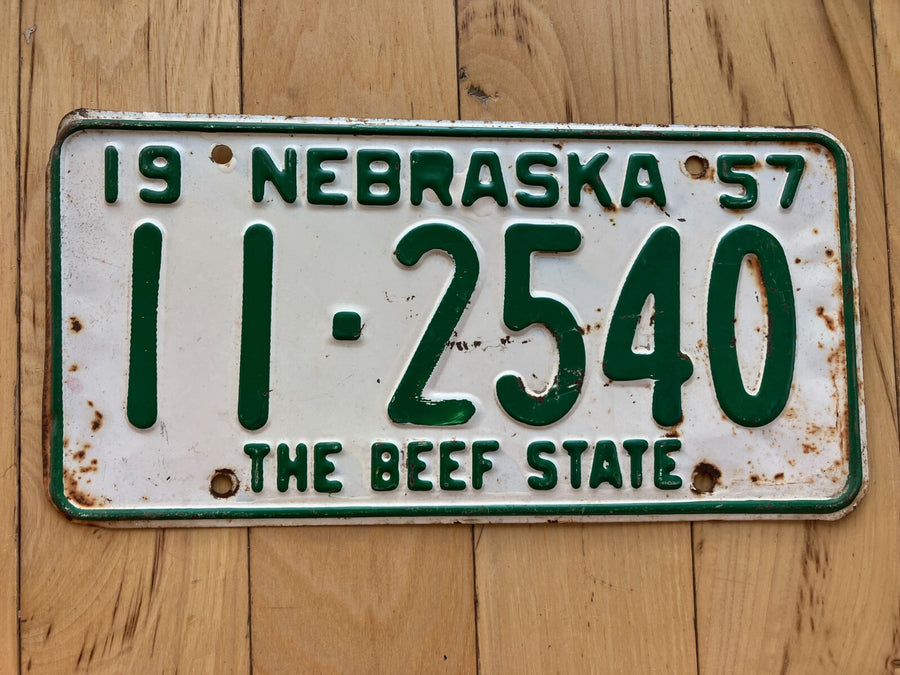 19 NEBRASKA 57
11·2540
THE BEEF STATE